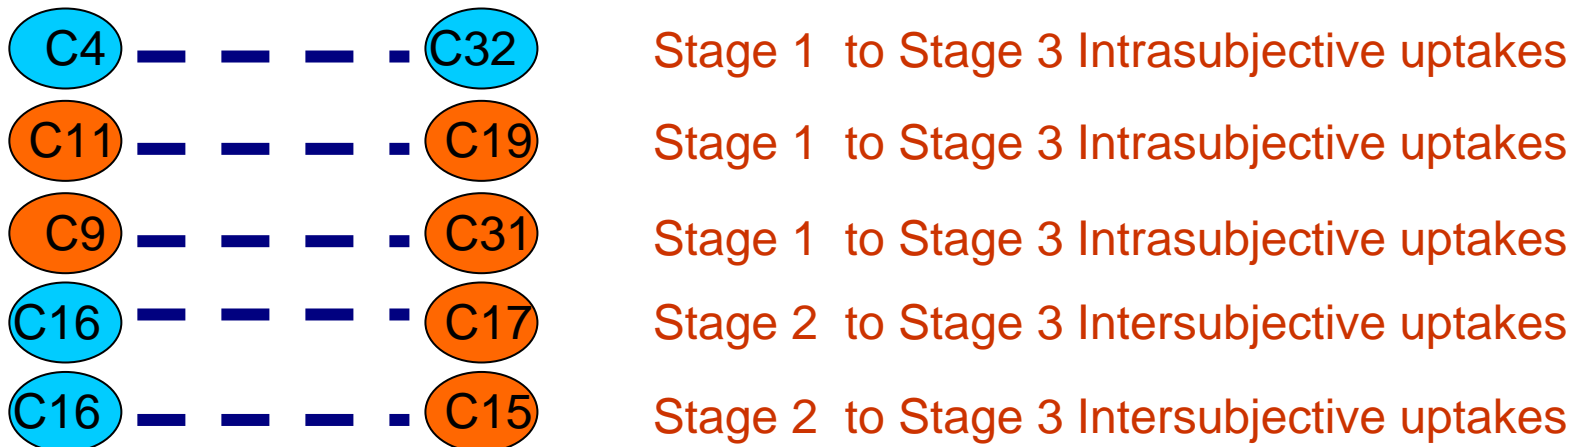 C4 C32 Stage 1 to Stage 3 Intrasubjective uptakes
C11 C19 Stage 1 to Stage 3 Intrasubjective uptakes
C9 C31 Stage 1 to Stage 3 Intrasubjective uptakes
C16 C17 Stage 2 to Stage 3 Intersubjective uptakes
C16 C15 Stage 2 to Stage 3 Intersubjective uptakes